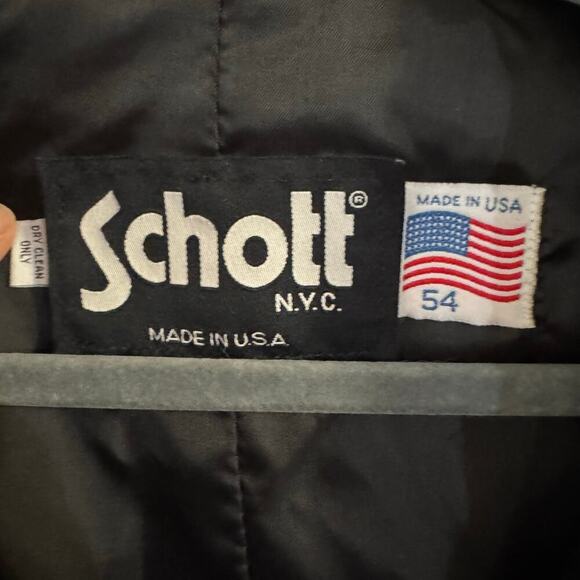 DRY CLEAN
ONLY
Schott®
N.Y.C.
MADE IN U.S.A
MADE IN USA
54